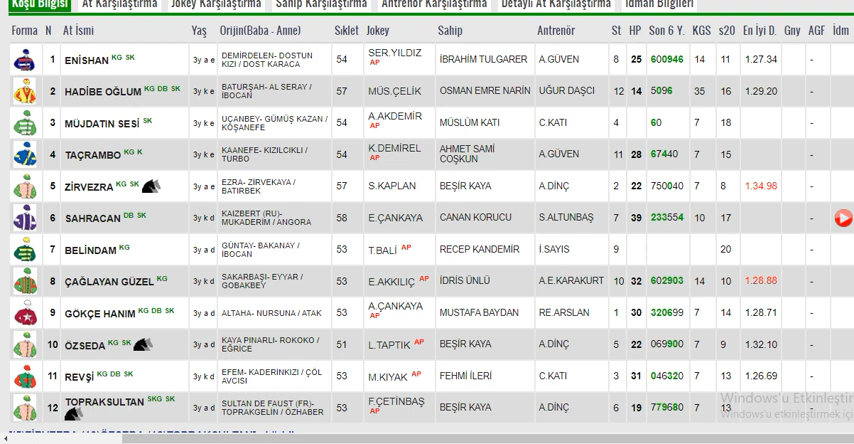 Koşu Bilgisi At Karşılaştırma Jokey Karşılaştırma Sahip Karşılaştırma Antrenör Karşılaştırma Detaylı At Karşılaştırma İdman Bilgileri
Forma N At İsmi Yaş Orijin(Baba - Anne) Sıklet Jokey Sahip Antrenör St HP Son 6 Y. KGS s20 En İyi D. Gny AGF İdm
1 ENİSHAN KG SK 3y a e DEMİRDELEN- DOSTUN KIZI / DOST KARACA 54 SER.YILDIZ AP İBRAHİM TULGARER A.GÜVEN 8 25 600946 14 11 1.27.34 -
2 HADİBE OĞLUM KG DB SK 3y k e BATURŞAH- AL SERAY / İBOCAN 57 MÜS.ÇELİK OSMAN EMRE NARİN UĞUR DAŞCI 12 14 5096 35 16 1.29.20 -
3 MÜJDATIN SESİ SK 3y k e UÇANBEY- GÜMÜŞ KAZAN / KÖŞANEFE 54 A.AKDEMİR AP MÜSLÜM KATI C.KATI 4 60 7 18 -
4 TAÇRAMBO KG K 3y k e KAANEFE- KIZILCIKLI / TURBO 54 K.DEMİREL AP AHMET SAMİ COŞKUN A.GÜVEN 11 28 67440 7 15 -
5 ZİRVEZRA KG SK 3y a e EZRA- ZİRVEKAYA / BATIRBEK 57 S.KAPLAN BEŞİR KAYA A.DİNÇ 2 22 750040 7 8 1.34.98 -
6 SAHRACAN DB SK 3y k d KAIZBERT (RU)- MUKADERİM / ANGORA 58 E.ÇANKAYA CANAN KORUCU S.ALTUNBAŞ 7 39 233554 10 17 -
7 BELİNDAM KG 3y a d GÜNTAY- BAKANAY / İBOCAN 53 T.BALİ AP RECEP KANDEMİR İ.SAYIS 9 20 -
8 ÇAĞLAYAN GÜZEL KG 3y k d SAKARBAŞI- EYYAR / GOBAKBEY 53 E.AKKILIÇ AP İDRİS ÜNLÜ A.E.KARAKURT 10 32 602903 14 10 1.28.88 -
9 GÖKÇE HANIM KG DB SK 3y a d ALTAHA- NURSUNA / ATAK 53 A.ÇANKAYA AP MUSTAFA BAYDAN RE.ARSLAN 1 30 320699 7 14 1.28.71 -
10 ÖZSEDA KG SK 3y a d KAYA PINARLI- ROKOKO / EĞRİCE 51 L.TAPTIK AP BEŞİR KAYA A.DİNÇ 5 22 069900 7 9 1.32.10 -
11 REVŞİ KG DB SK 3y k d EFEM- KADERİNKIZI / ÇÖL AVCISI 53 M.KIYAK AP FEHMİ İLERİ C.KATI 3 31 046320 7 13 1.26.69 -
12 TOPRAKSULTAN SKG SK 3y a d SULTAN DE FAUST (FR)- TOPRAKGELİN / ÖZHABER 53 F.ÇETİNBAŞ AP BEŞİR KAYA A.DİNÇ 6 19 779680 7 13 -
Windows'u Etkinleştir
Windows'u etkinleştirmek iç